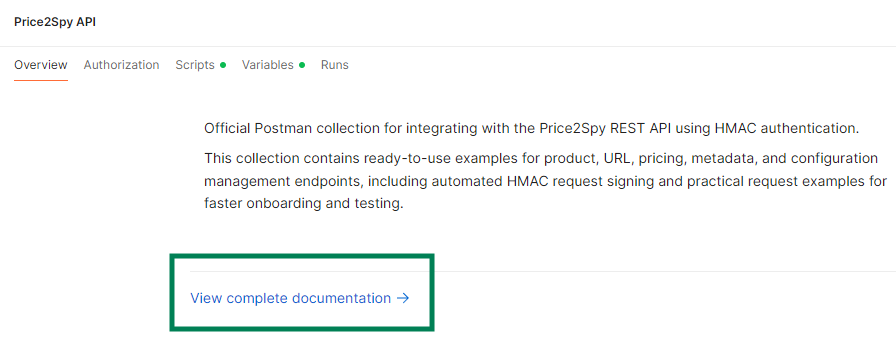 Price2Spy API
Overview Authorization Scripts Variables Runs
Official Postman collection for integrating with the Price2Spy REST API using HMAC authentication.
This collection contains ready-to-use examples for product, URL, pricing, metadata, and configuration
management endpoints, including automated HMAC request signing and practical request examples for
faster onboarding and testing.
View complete documentation →